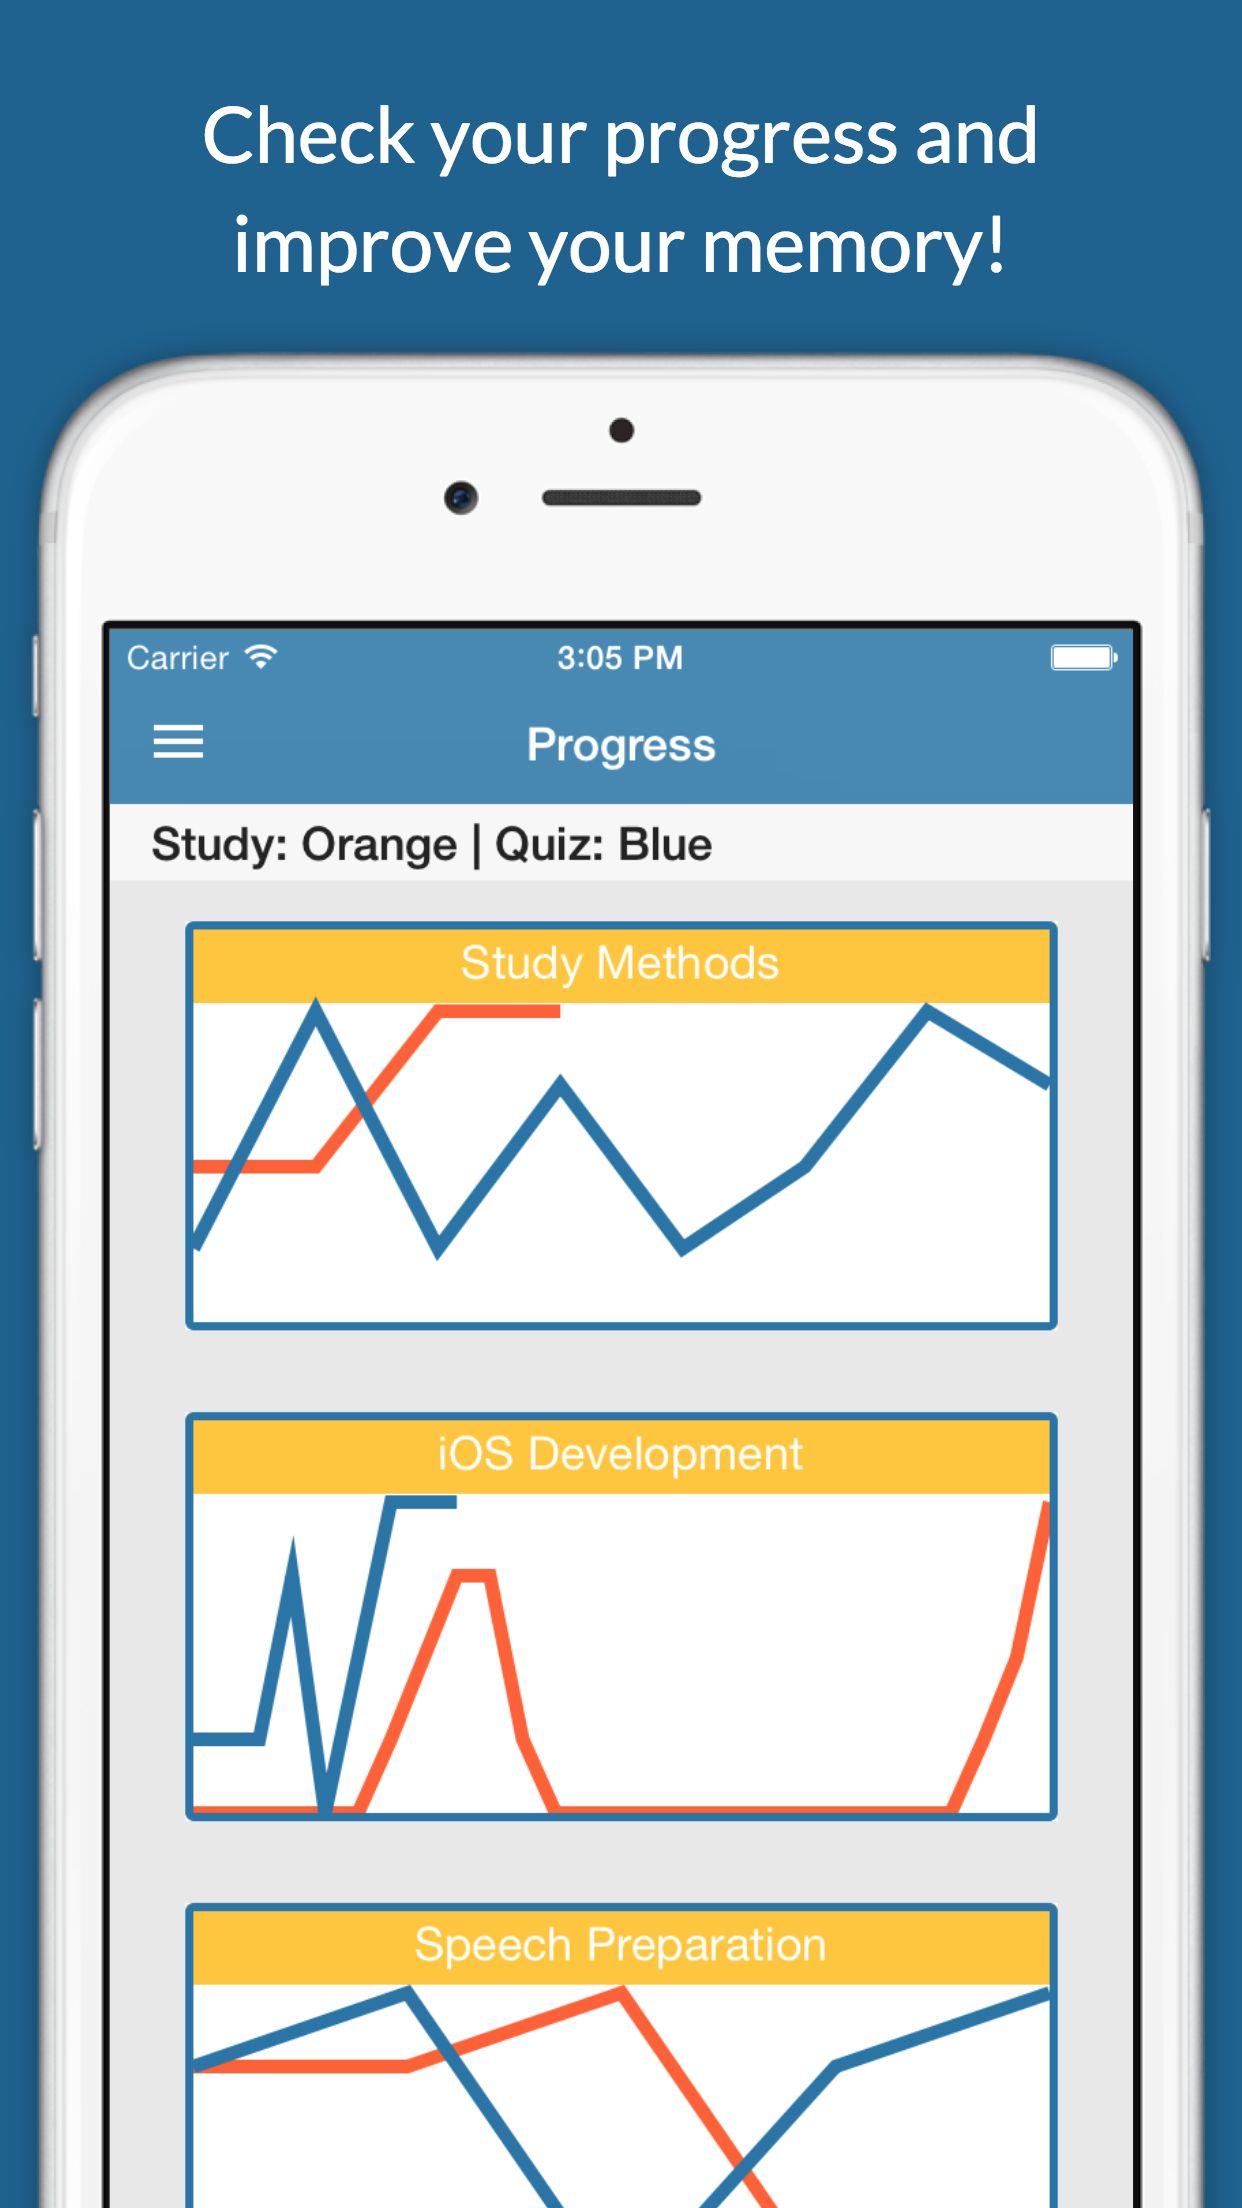 Check your progress and
improve your memory!
Carrier 3:05 PM
Progress
Study: Orange | Quiz: Blue
Study Methods
iOS Development
Speech Preparation